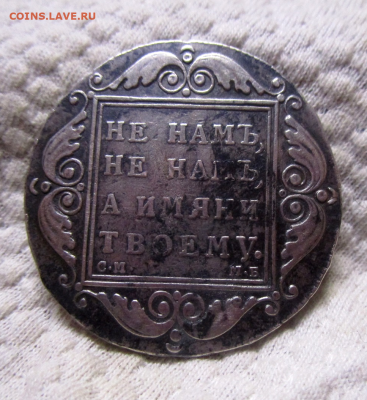 COINS.LAVE.RU
НЕ НАМЪ,
НЕ НАМЪ,
А ИМЯНИ
ТВОЕМУ.
С·М М·Б